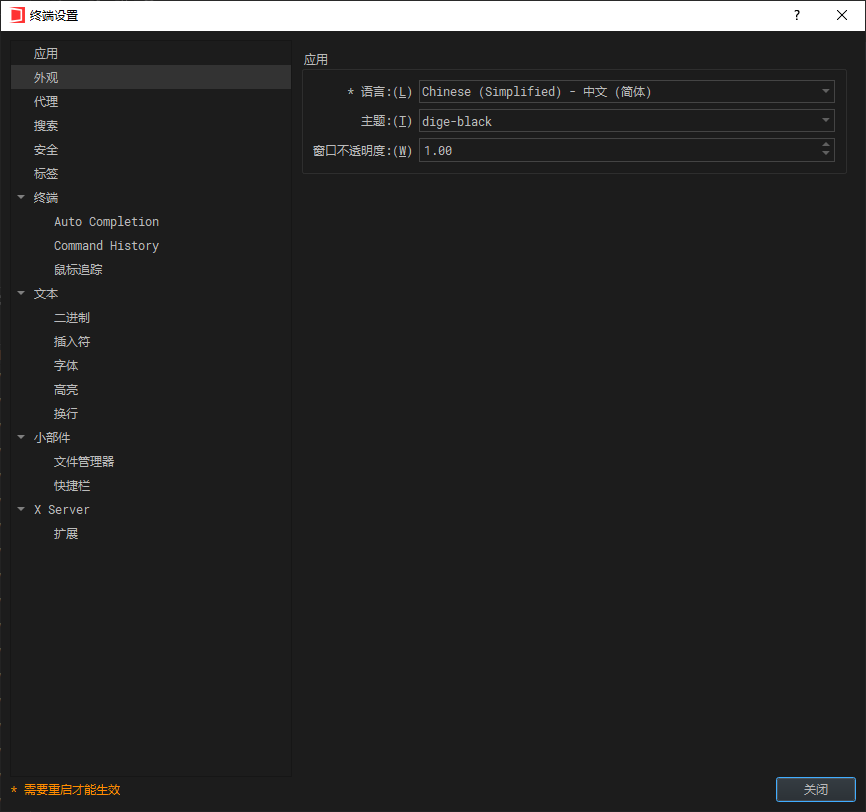 终端设置
?
应用
外观
代理
搜索
安全
标签
终端
Auto Completion
Command History
鼠标追踪
文本
二进制
插入符
字体
高亮
换行
小部件
文件管理器
快捷栏
X Server
扩展
应用
* 语言:(L) Chinese (Simplified) - 中文 (简体)
主题:(T) dige-black
窗口不透明度:(W) 1.00
* 需要重启才能生效
关闭